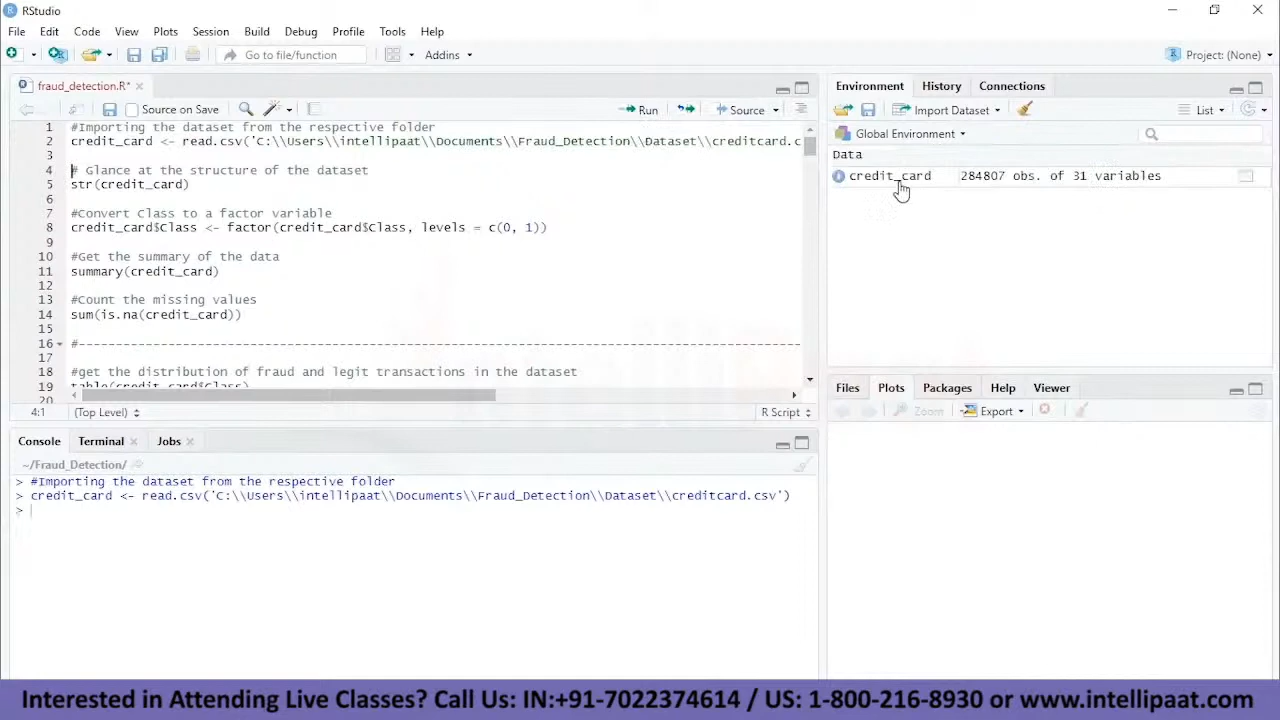 RStudio
File Edit Code View Plots Session Build Debug Profile Tools Help
Go to file/function Addins Project: (None)
fraud_detection.R*
Source on Save Run Source
1 #Importing the dataset from the respective folder
2 credit_card <- read.csv('C:\\Users\\intellipaat\\Documents\\Fraud_Detection\\Dataset\\creditcard.c
3
4 # Glance at the structure of the dataset
5 str(credit_card)
6
7 #Convert Class to a factor variable
8 credit_card$Class <- factor(credit_card$Class, levels = c(0, 1))
9
10 #Get the summary of the data
11 summary(credit_card)
12
13 #Count the missing values
14 sum(is.na(credit_card))
15
16 #---------------------------------------------------------------------------------------------------
17
18 #get the distribution of fraud and legit transactions in the dataset
19 table(credit_card$Class)
20
4:1 (Top Level) R Script
Console Terminal Jobs
~/Fraud_Detection/
> #Importing the dataset from the respective folder
> credit_card <- read.csv('C:\\Users\\intellipaat\\Documents\\Fraud_Detection\\Dataset\\creditcard.csv')
>
Environment History Connections
Import Dataset List
Global Environment
Data
credit_card 284807 obs. of 31 variables
Files Plots Packages Help Viewer
Zoom Export
Interested in Attending Live Classes? Call Us: IN:+91-7022374614 / US: 1-800-216-8930 or www.intellipaat.com